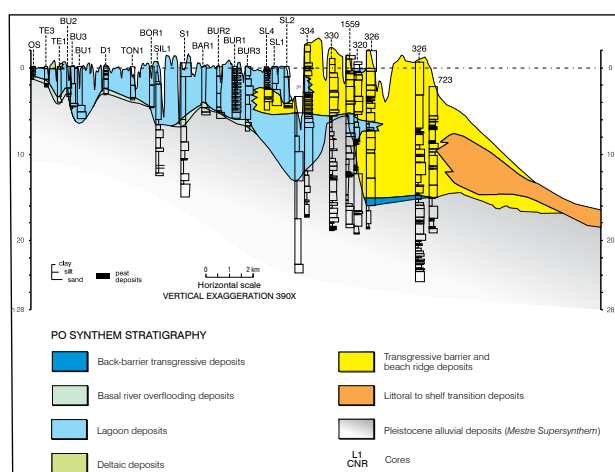 BU2
TE3
BU3
OS
TE1
BU1
D1
TON1
BOR1
SIL1
S1
BAR1
BUR2
BUR1
BUR3
SL4
SL1
SL2
334
330
1559
320
326
326
723
0
0
10
10
20
20
28
28
clay
silt
sand
peat
deposits
0 1 2 km
Horizontal scale
VERTICAL EXAGGERATION 390X
PO SYNTHEM STRATIGRAPHY
Back-barrier transgressive deposits
Basal river overflooding deposits
Lagoon deposits
Deltaic deposits
Transgressive barrier and
beach ridge deposits
Littoral to shelf transition deposits
Pleistocene alluvial deposits (Mestre Supersynthem)
L1
CNR
Cores